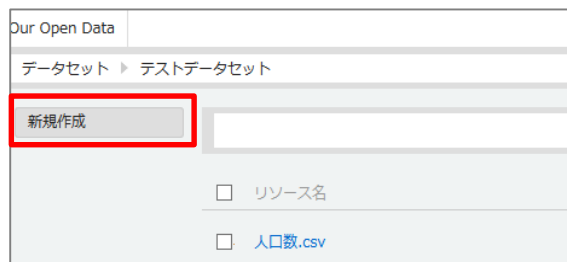 Our Open Data
データセット ▶ テストデータセット
新規作成
リソース名
人口数.csv